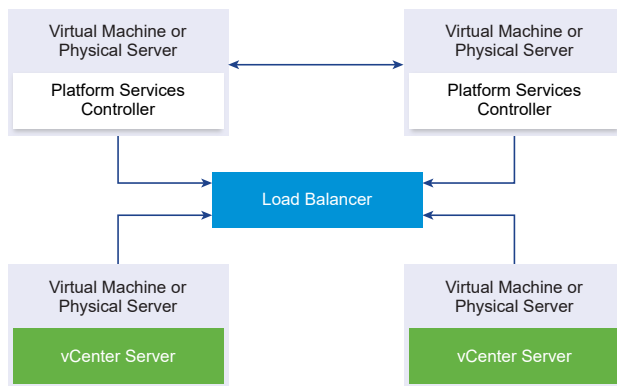 Virtual Machine or
Physical Server
Platform Services
Controller
Virtual Machine or
Physical Server
Platform Services
Controller
Load Balancer
Virtual Machine or
Physical Server
vCenter Server
Virtual Machine or
Physical Server
vCenter Server